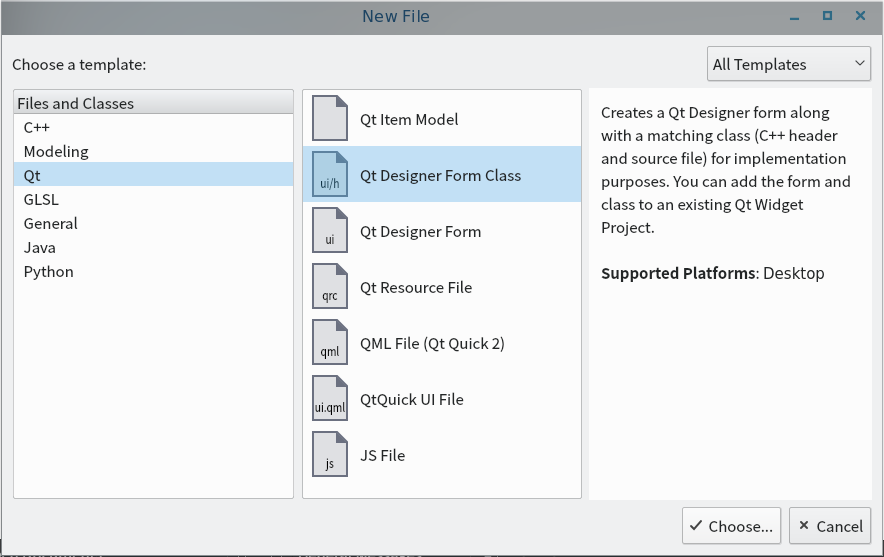 New File
Choose a template:
All Templates
Files and Classes
C++
Modeling
Qt
GLSL
General
Java
Python
Qt Item Model
ui/h
Qt Designer Form Class
ui
Qt Designer Form
qrc
Qt Resource File
qml
QML File (Qt Quick 2)
ui.qml
QtQuick UI File
js
JS File
Creates a Qt Designer form along
with a matching class (C++ header
and source file) for implementation
purposes. You can add the form and
class to an existing Qt Widget
Project.
Supported Platforms: Desktop
Choose...
Cancel